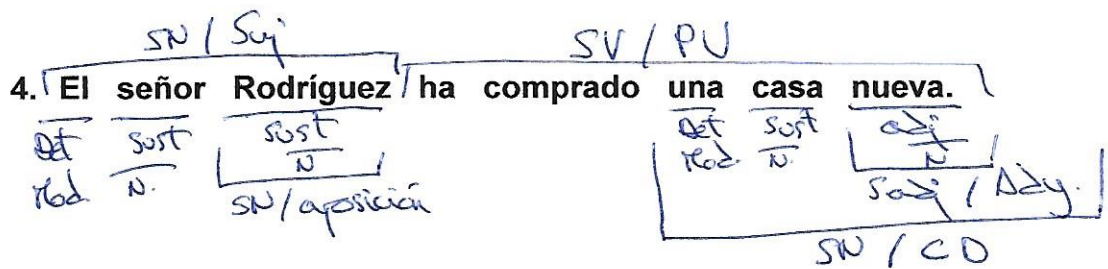 SN / Suj SV / PV
4. El señor Rodríguez ha comprado una casa nueva.
Det Sust Sust Det Sust adj
Mod. N. N Mod. N. N
SN / aposición Sadj / Ady.
SN / CD